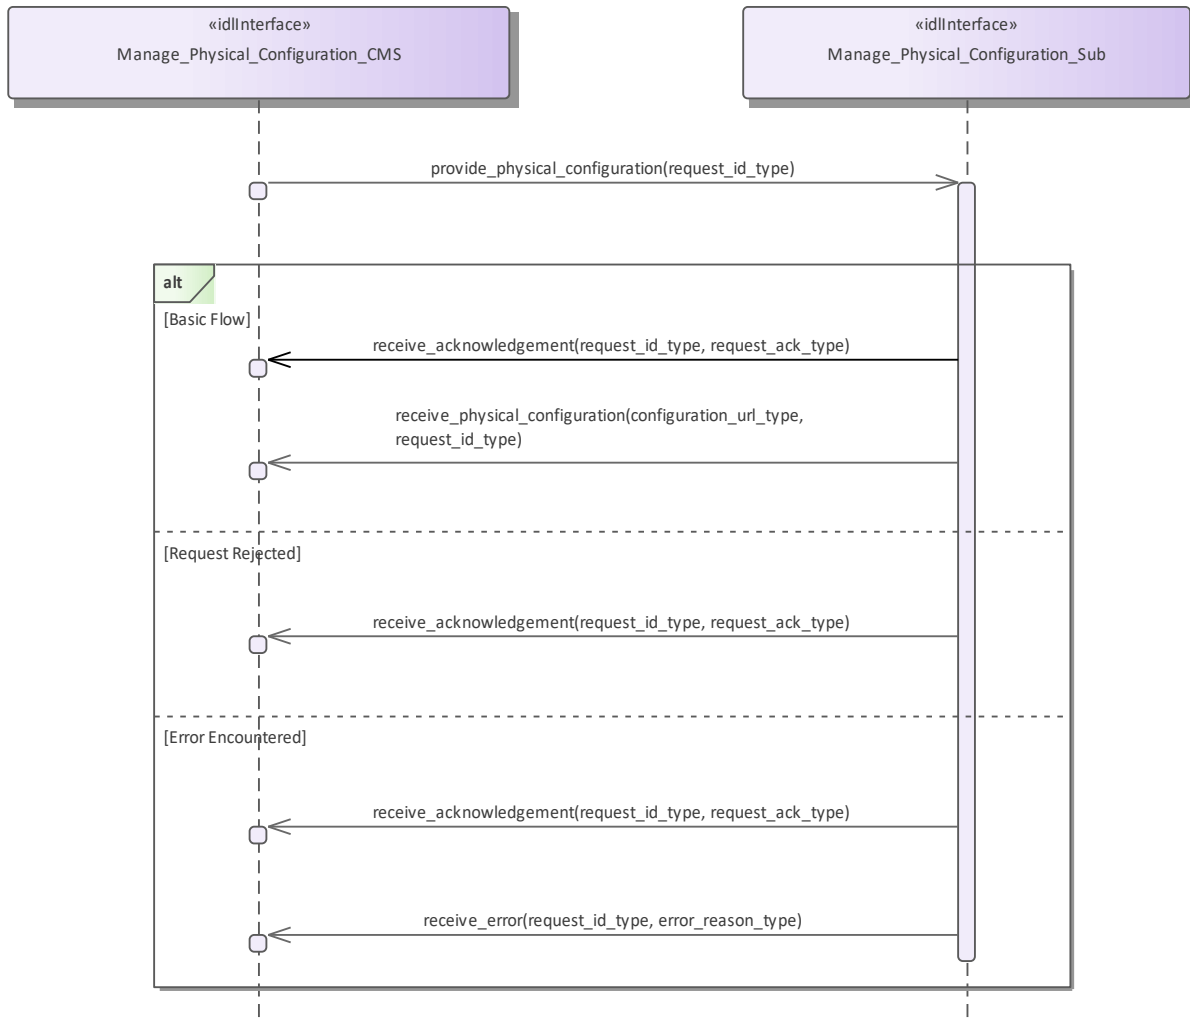 «idlInterface»
Manage_Physical_Configuration_CMS
«idlInterface»
Manage_Physical_Configuration_Sub
provide_physical_configuration(request_id_type)
alt
[Basic Flow]
receive_acknowledgement(request_id_type, request_ack_type)
receive_physical_configuration(configuration_url_type,
request_id_type)
[Request Rejected]
receive_acknowledgement(request_id_type, request_ack_type)
[Error Encountered]
receive_acknowledgement(request_id_type, request_ack_type)
receive_error(request_id_type, error_reason_type)